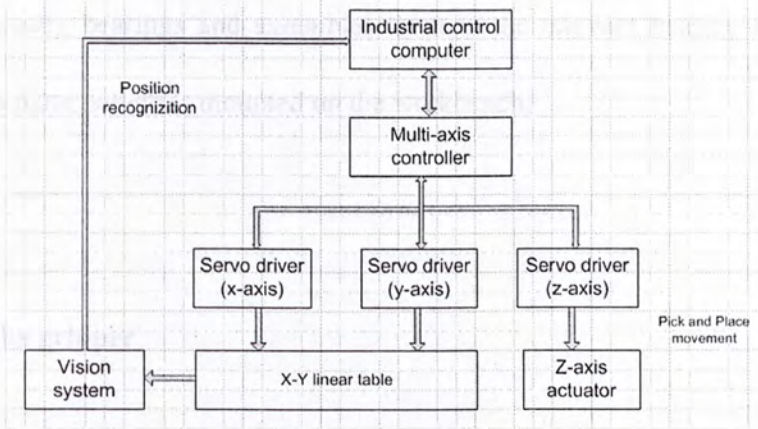 Industrial control
computer
Position
recognizition
Multi-axis
controller
Servo driver
(x-axis)
Servo driver
(y-axis)
Servo driver
(z-axis)
Pick and Place
movement
Vision
system
X-Y linear table
Z-axis
actuator